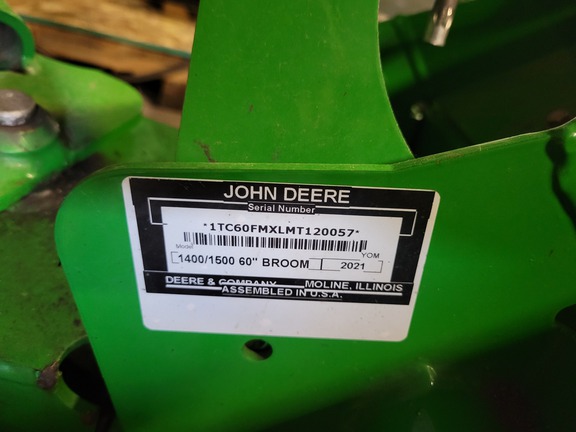 JOHN DEERE
Serial Number
*1TC60FMXLMT120057*
Model YOM
1400/1500 60" BROOM 2021
DEERE & COMPANY MOLINE, ILLINOIS
ASSEMBLED IN U.S.A.